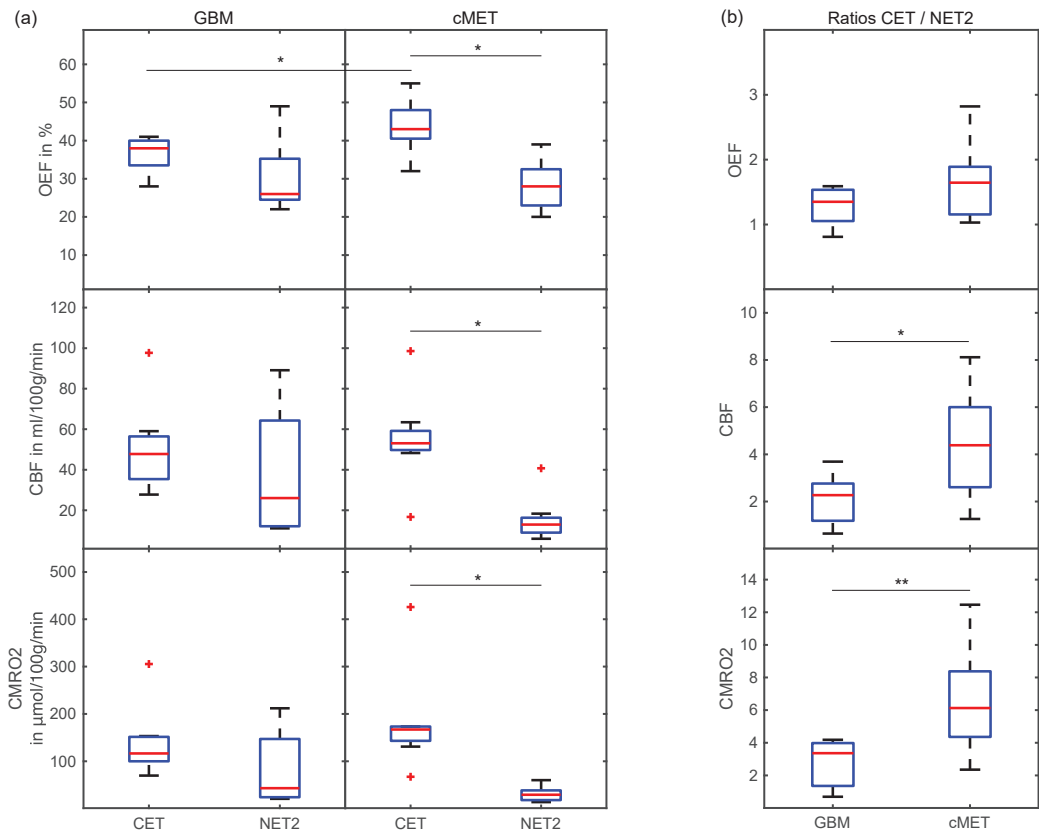 (a)
GBM
cMET
(b)
Ratios CET / NET2
OEF in %
60
50
40
30
20
10
*
*
OEF
3
2
1
CBF in ml/100g/min
120
100
80
60
40
20
*
CBF
10
8
6
4
2
*
CMRO2
in µmol/100g/min
500
400
300
200
100
*
CMRO2
14
12
10
8
6
4
2
**
CET
NET2
CET
NET2
GBM
cMET